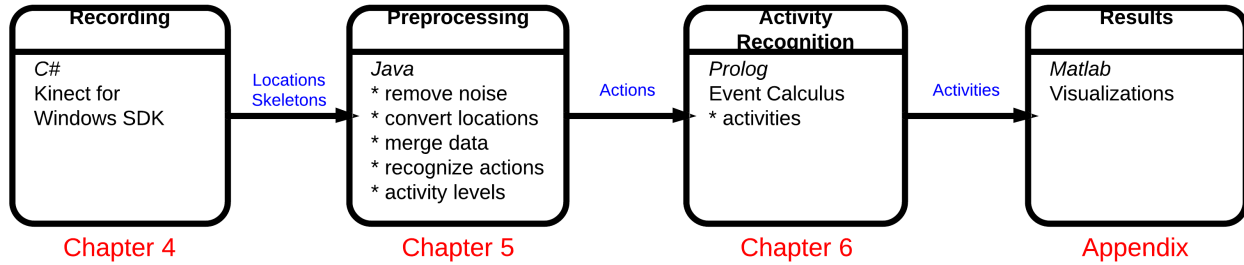 Recording
C#
Kinect for
Windows SDK
Chapter 4
Locations
Skeletons
Preprocessing
Java
* remove noise
* convert locations
* merge data
* recognize actions
* activity levels
Chapter 5
Actions
Activity
Recognition
Prolog
Event Calculus
* activities
Chapter 6
Activities
Results
Matlab
Visualizations
Appendix